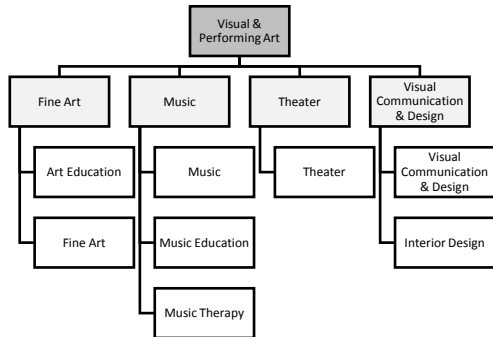 Visual &
Performing Art
Fine Art
Music
Theater
Visual
Communication
& Design
Art Education
Music
Theater
Visual
Communication
& Design
Fine Art
Music Education
Interior Design
Music Therapy